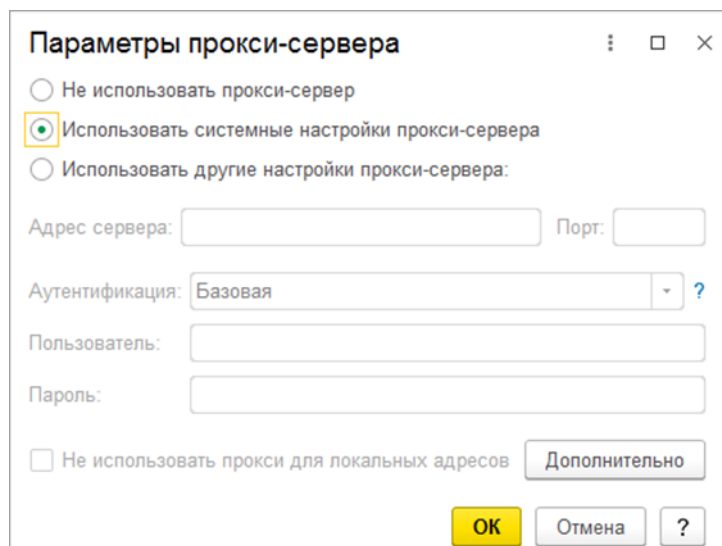 Параметры прокси-сервера
Не использовать прокси-сервер
Использовать системные настройки прокси-сервера
Использовать другие настройки прокси-сервера:
Адрес сервера: Порт:
Аутентификация: Базовая ?
Пользователь:
Пароль:
Не использовать прокси для локальных адресов Дополнительно
ОК Отмена ?